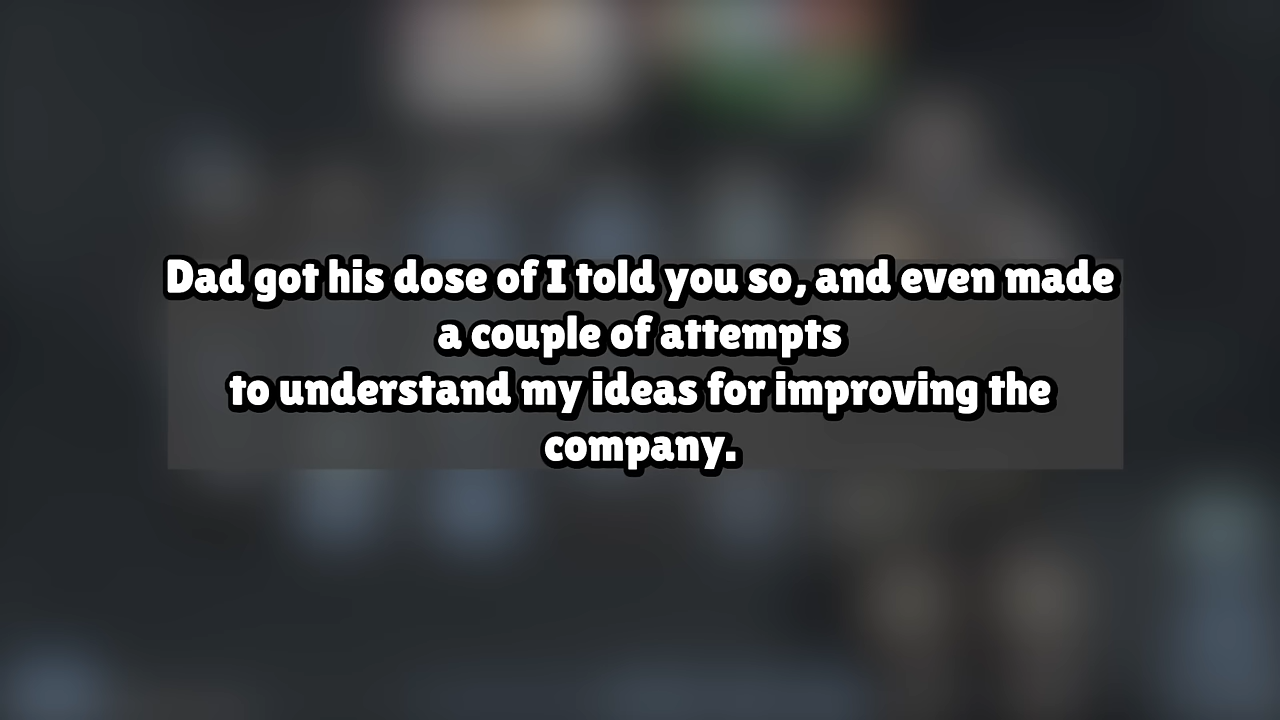 Dad got his dose of I told you so, and even made
a couple of attempts
to understand my ideas for improving the
company.